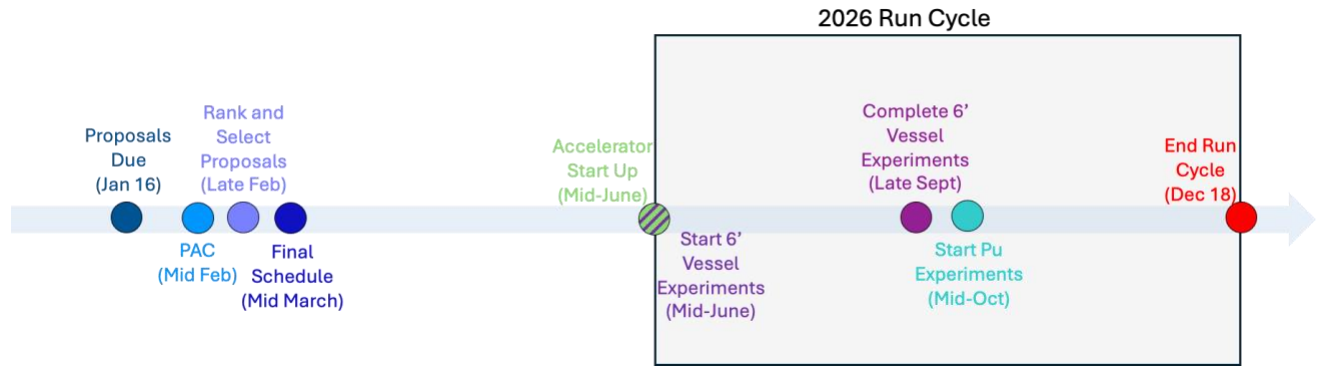 2026 Run Cycle
Proposals
Due
(Jan 16)
PAC
(Mid Feb)
Rank and
Select
Proposals
(Late Feb)
Final
Schedule
(Mid March)
Accelerator
Start Up
(Mid-June)
Start 6’
Vessel
Experiments
(Mid-June)
Complete 6’
Vessel
Experiments
(Late Sept)
Start Pu
Experiments
(Mid-Oct)
End Run
Cycle
(Dec 18)